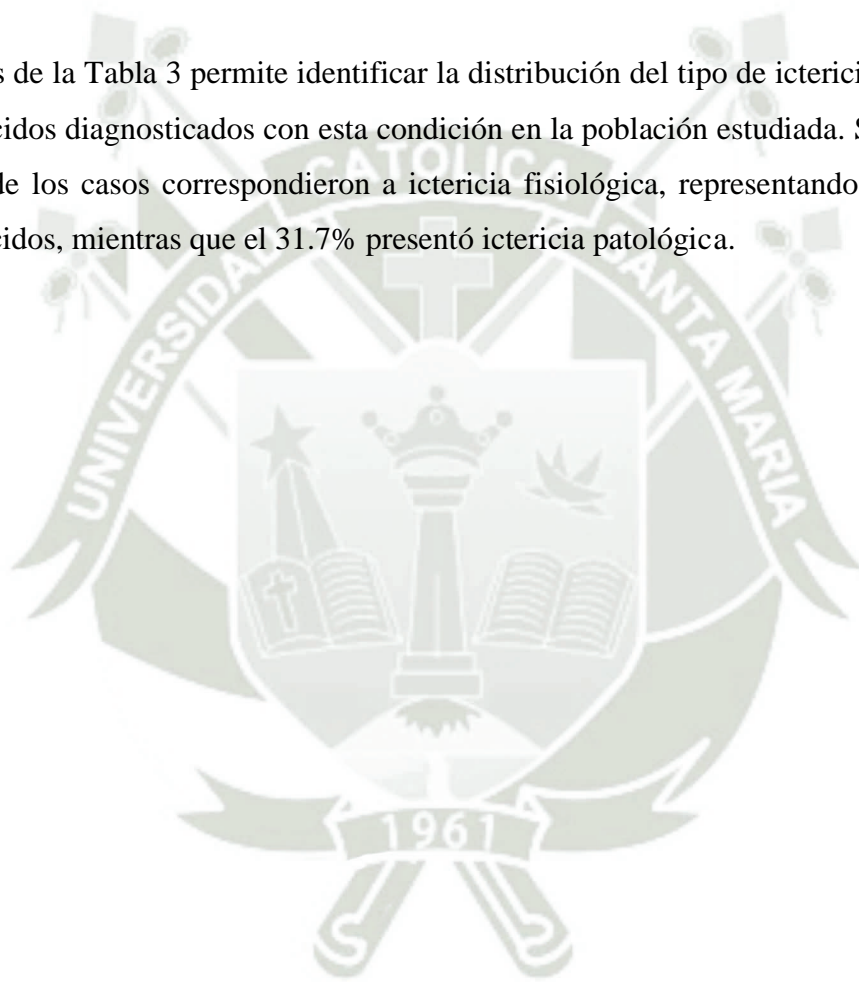 s de la Tabla 3 permite identificar la distribución del tipo de icterici
cidos diagnosticados con esta condición en la población estudiada. S
de los casos correspondieron a ictericia fisiológica, representando
cidos, mientras que el 31.7% presentó ictericia patológica.
UNIVERSIDAD CATOLICA SANTA MARIA
1961